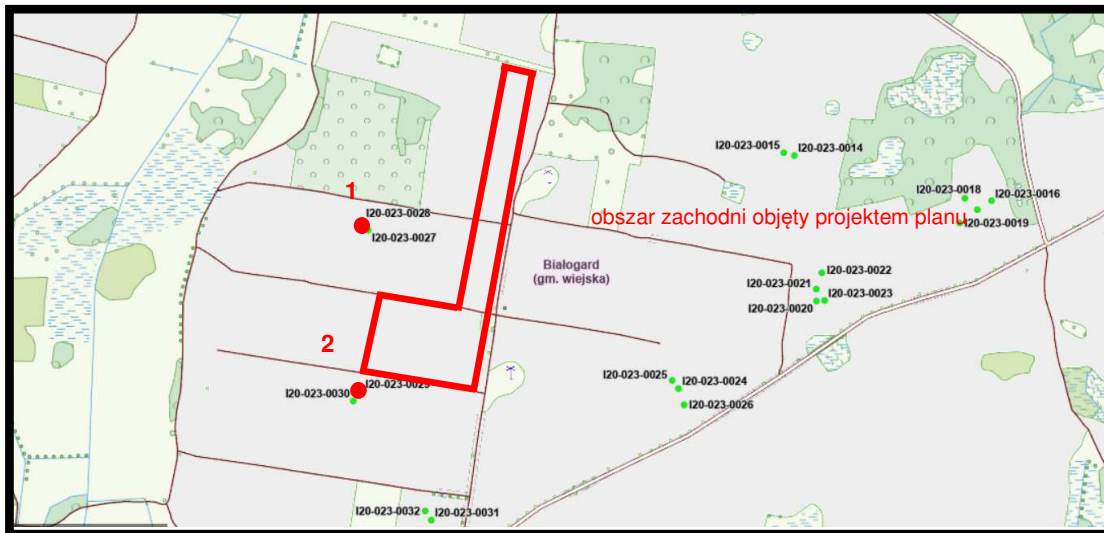 I20-023-0015
I20-023-0014
1
I20-023-0018
I20-023-0016
I20-023-0028
obszar zachodni objęty projektem planu
I20-023-0019
I20-023-0027
Białogard
(gm. wiejska)
I20-023-0022
I20-023-0021
I20-023-0023
I20-023-0020
2
I20-023-0025
I20-023-0024
I20-023-0029
I20-023-0030
I20-023-0026
I20-023-0032
I20-023-0031